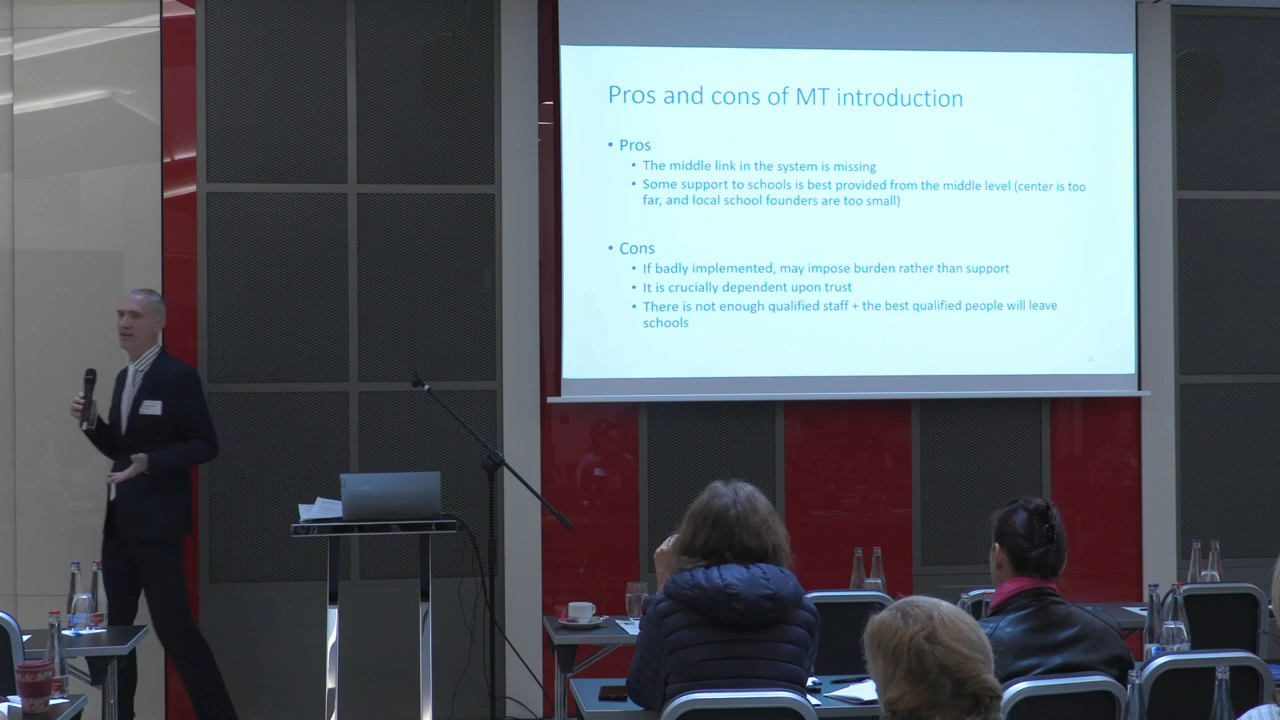 Pros and cons of MT introduction
• Pros
• The middle link in the system is missing
• Some support to schools is best provided from the middle level (center is too
far, and local school founders are too small)
• Cons
• If badly implemented, may impose burden rather than support
• It is crucially dependent upon trust
• There is not enough qualified staff + the best qualified people will leave
schools